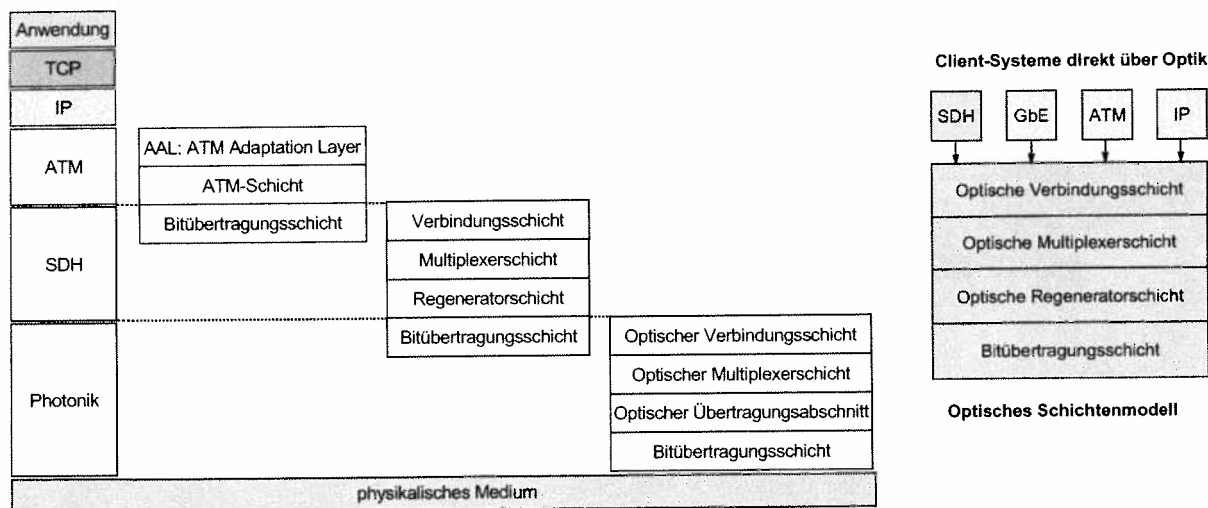 Anwendung
TCP
IP
ATM
SDH
Photonik
AAL: ATM Adaptation Layer
ATM-Schicht
Bitübertragungsschicht
Verbindungsschicht
Multiplexerschicht
Regeneratorschicht
Bitübertragungsschicht
Optischer Verbindungsschicht
Optischer Multiplexerschicht
Optischer Übertragungsabschnitt
Bitübertragungsschicht
physikalisches Medium
Client-Systeme direkt über Optik
SDH
GbE
ATM
IP
Optische Verbindungsschicht
Optische Multiplexerschicht
Optische Regeneratorschicht
Bitübertragungsschicht
Optisches Schichtenmodell